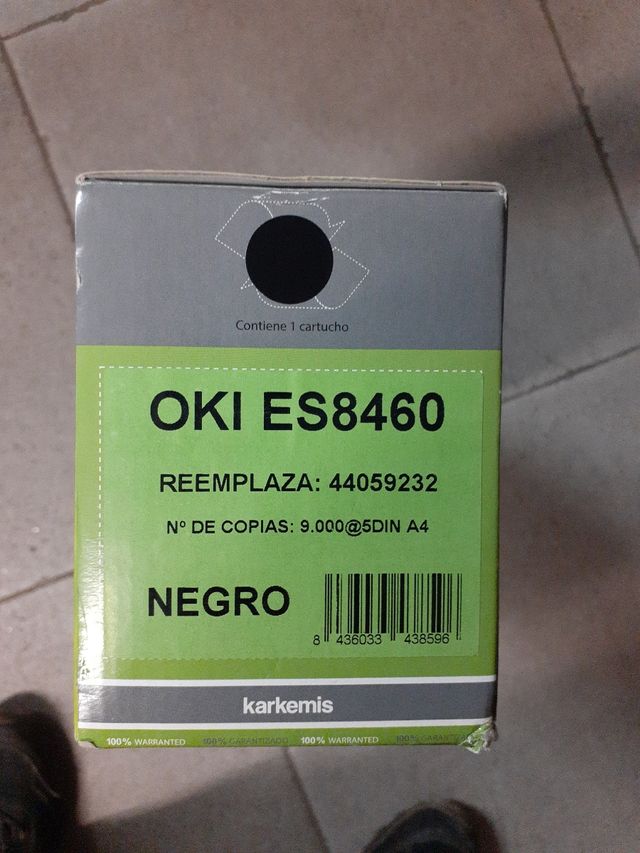 Contiene 1 cartucho
OKI ES8460
REEMPLAZA: 44059232
Nº DE COPIAS: 9.000@5DIN A4
NEGRO
8 436033 438596
karkemis
100% WARRANTED 100% GARANTIZADO 100% WARRANTED 100% GARANTIZADO